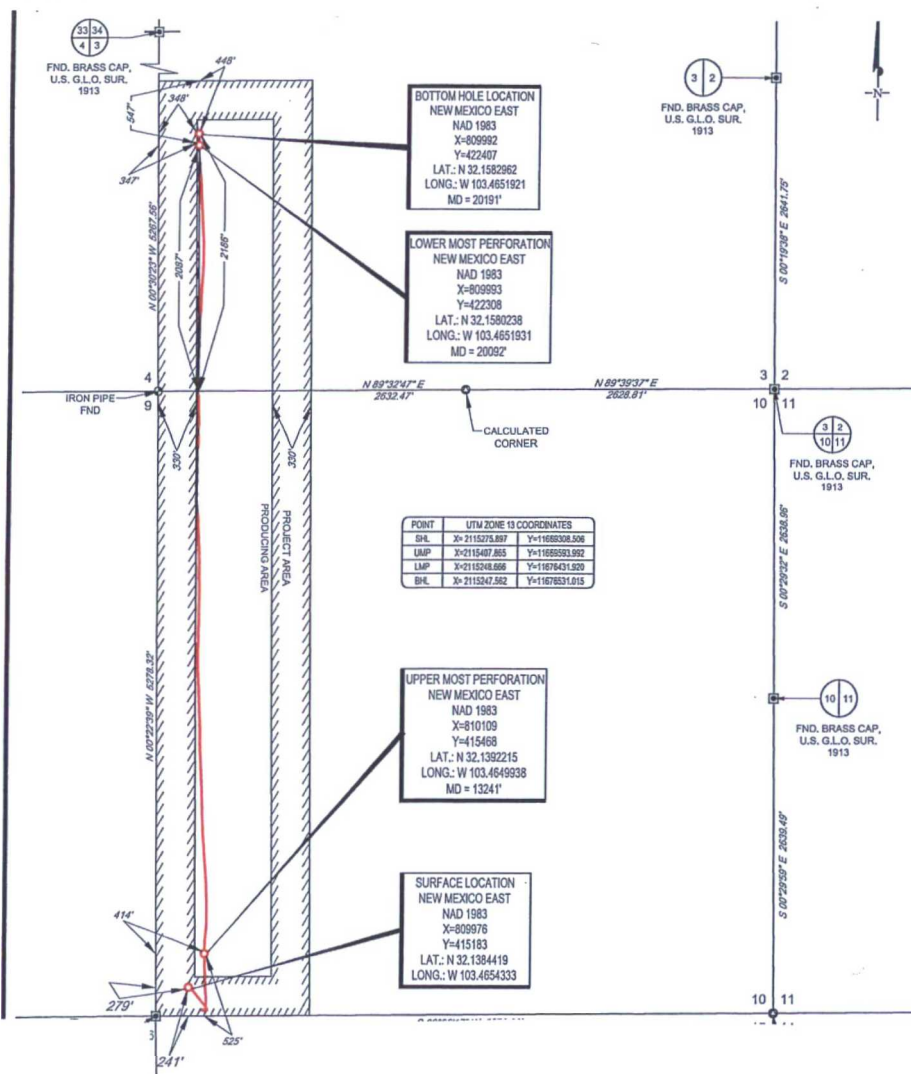 33 34
4 3
FND. BRASS CAP,
U.S. G.L.O. SUR.
1913
448'
348'
547'
347'
BOTTOM HOLE LOCATION
NEW MEXICO EAST
NAD 1983
X=809992
Y=422407
LAT.: N 32.1582962
LONG.: W 103.4651921
MD = 20191'
3 2
FND. BRASS CAP,
U.S. G.L.O. SUR.
1913
-N-
LOWER MOST PERFORATION
NEW MEXICO EAST
NAD 1983
X=809993
Y=422308
LAT.: N 32.1580238
LONG.: W 103.4651931
MD = 20092'
N 00°30'23" W 5267.56'
2087'
2186'
S 00°19'38" E 2641.75'
4
9
IRON PIPE
FND
N 89°32'47" E
2632.47'
N 89°39'37" E
2628.81'
3 2
10 11
CALCULATED
CORNER
3 2
10 11
FND. BRASS CAP,
U.S. G.L.O. SUR.
1913
330'
330'
PRODUCING AREA
PROJECT AREA
POINT UTM ZONE 13 COORDINATES
SHL X= 2115275.897 Y=11669308.506
UMP X=2115407.865 Y=11669593.992
LMP X=2115248.666 Y=11676431.920
BHL X= 2115247.562 Y=11676531.015
S 00°29'32" E 2638.96'
N 00°22'39" W 5278.32'
UPPER MOST PERFORATION
NEW MEXICO EAST
NAD 1983
X=810109
Y=415468
LAT.: N 32.1392215
LONG.: W 103.4649938
MD = 13241'
10 11
FND. BRASS CAP,
U.S. G.L.O. SUR.
1913
S 00°29'59" E 2639.49'
SURFACE LOCATION
NEW MEXICO EAST
NAD 1983
X=809976
Y=415183
LAT.: N 32.1384419
LONG.: W 103.4654333
414'
279'
241'
525'
10 11